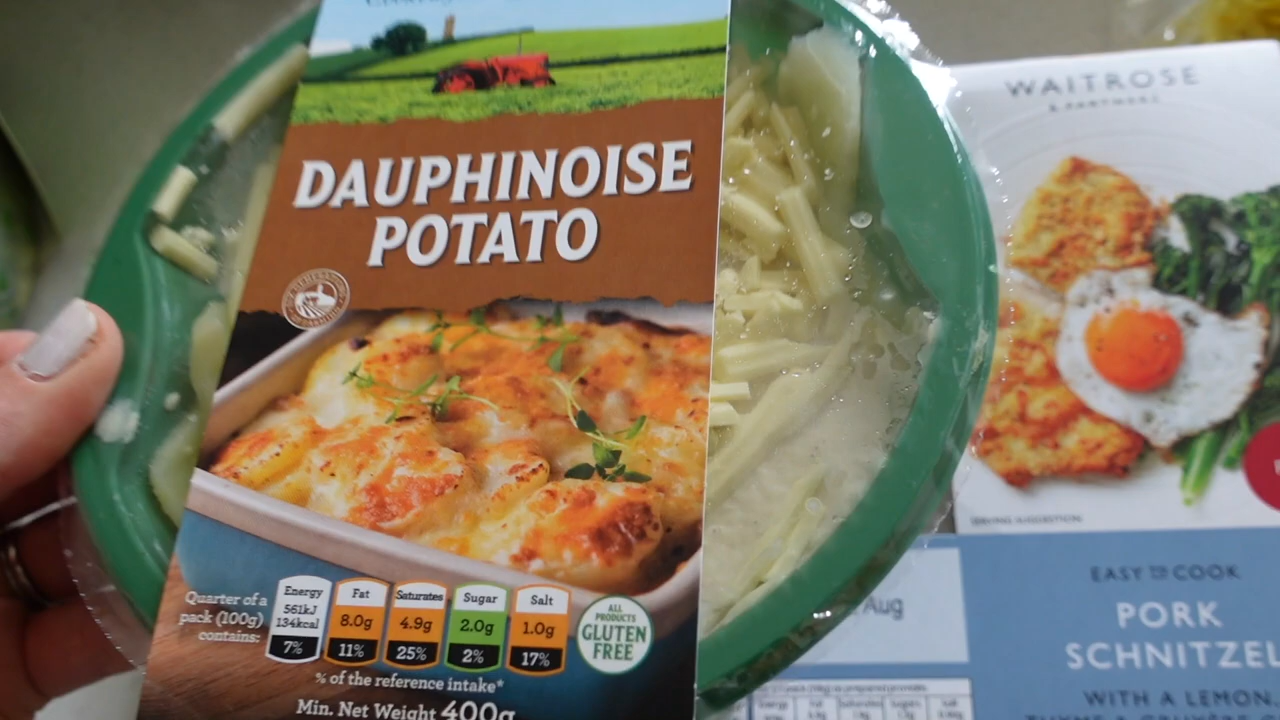 DAUPHINOISE
POTATO
Quarter of a
pack (100g)
contains:
Energy
561kJ
134kcal
7%
Fat
8.0g
11%
Saturates
4.9g
25%
Sugar
2.0g
2%
Salt
1.0g
17%
ALL
PRODUCTS
GLUTEN
FREE
% of the reference intake*
Min. Net Weight 400g
WAITROSE
& PARTNERS
SERVING SUGGESTION
Aug
EASY TO COOK
PORK
SCHNITZEL
WITH A LEMON,